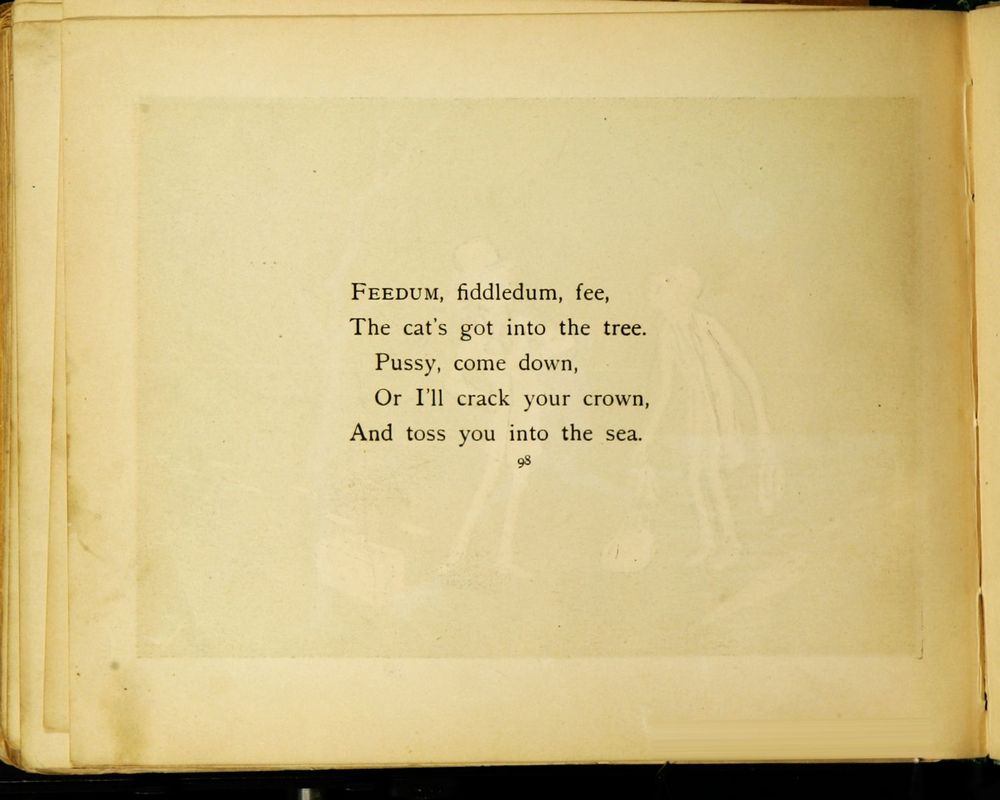 FEEDUM, fiddledum, fee,
The cat's got into the tree.
Pussy, come down,
Or I'll crack your crown,
And toss you into the sea.
98